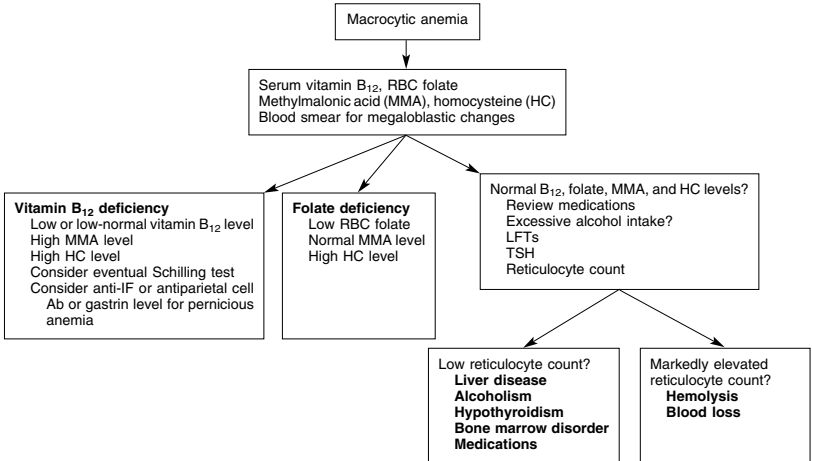 Macrocytic anemia
Serum vitamin B₁₂, RBC folate
Methylmalonic acid (MMA), homocysteine (HC)
Blood smear for megaloblastic changes
Vitamin B₁₂ deficiency
Low or low-normal vitamin B₁₂ level
High MMA level
High HC level
Consider eventual Schilling test
Consider anti-IF or antiparietal cell
Ab or gastrin level for pernicious
anemia
Folate deficiency
Low RBC folate
Normal MMA level
High HC level
Normal B₁₂, folate, MMA, and HC levels?
Review medications
Excessive alcohol intake?
LFTs
TSH
Reticulocyte count
Low reticulocyte count?
Liver disease
Alcoholism
Hypothyroidism
Bone marrow disorder
Medications
Markedly elevated
reticulocyte count?
Hemolysis
Blood loss